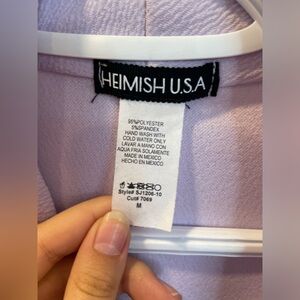 HEIMISH U.S.A
95%POLYESTER
5%SPANDEX
HAND WASH WITH
COLD WATER ONLY
LAVAR A MANO CON
AQUA FRIA SOLAMENTE
MADE IN MEXICO
HECHO EN MEXICO
Style# SJ1206-10
Cut# 7069
M